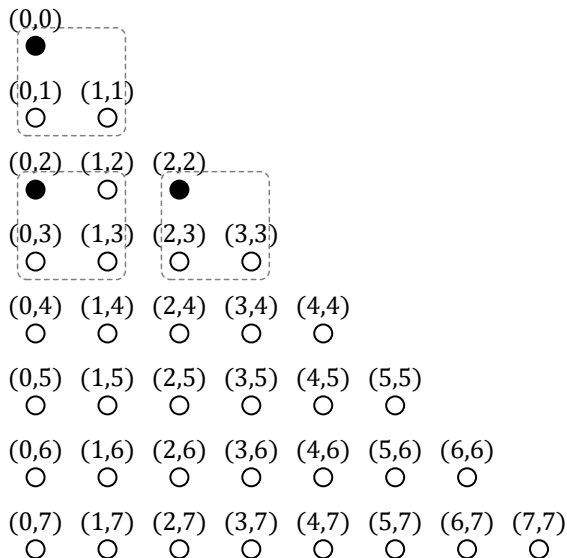 (0,0)
(0,1) (1,1)
(0,2) (1,2) (2,2)
(0,3) (1,3) (2,3) (3,3)
(0,4) (1,4) (2,4) (3,4) (4,4)
(0,5) (1,5) (2,5) (3,5) (4,5) (5,5)
(0,6) (1,6) (2,6) (3,6) (4,6) (5,6) (6,6)
(0,7) (1,7) (2,7) (3,7) (4,7) (5,7) (6,7) (7,7)